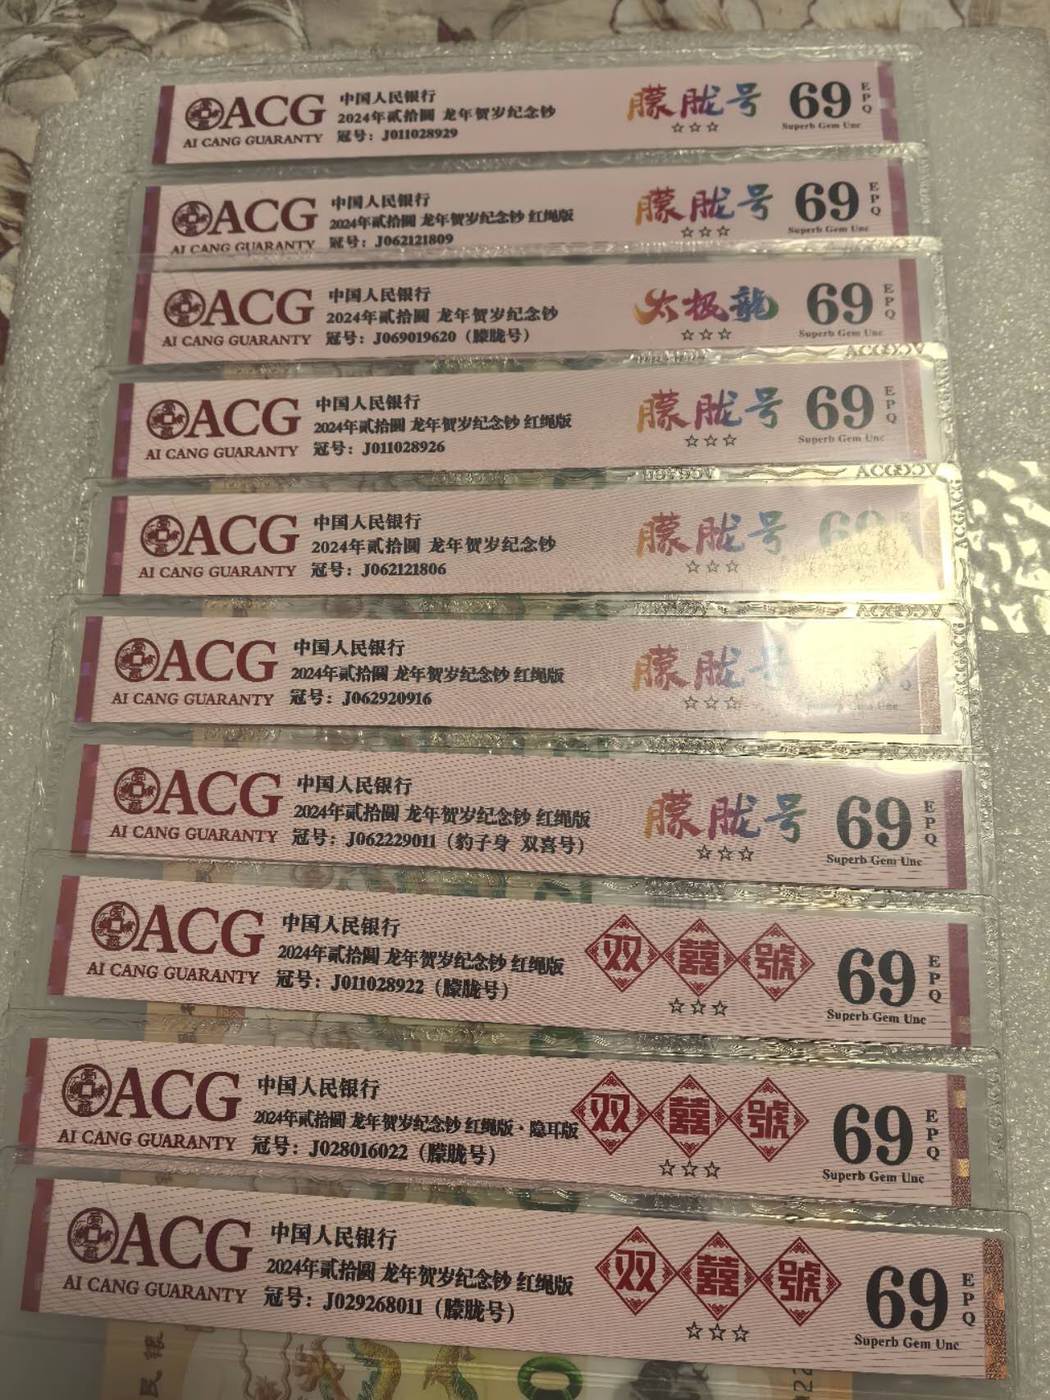 ACG
AI CANG GUARANTY
中国人民银行
2024年贰拾圆 龙年贺岁纪念钞
冠号：J011028929
朦胧号
☆☆☆
69
EPQ
Superb Gem Unc
ACG
AI CANG GUARANTY
中国人民银行
2024年贰拾圆 龙年贺岁纪念钞 红绳版
冠号：J062121809
朦胧号
☆☆☆
69
EPQ
Superb Gem Unc
ACG
AI CANG GUARANTY
中国人民银行
2024年贰拾圆 龙年贺岁纪念钞
冠号：J069019620（朦胧号）
太极龍
☆☆☆
69
EPQ
Superb Gem Unc
ACG
AI CANG GUARANTY
中国人民银行
2024年贰拾圆 龙年贺岁纪念钞 红绳版
冠号：J011028926
朦胧号
☆☆☆
69
EPQ
Superb Gem Unc
ACG
AI CANG GUARANTY
中国人民银行
2024年贰拾圆 龙年贺岁纪念钞
冠号：J062121806
朦胧号
☆☆☆
69
ACG
AI CANG GUARANTY
中国人民银行
2024年贰拾圆 龙年贺岁纪念钞 红绳版
冠号：J062920916
朦胧号
☆☆☆
ACG
AI CANG GUARANTY
中国人民银行
2024年贰拾圆 龙年贺岁纪念钞 红绳版
冠号：J062229011（豹子身 双喜号）
朦胧号
☆☆☆
69
EPQ
Superb Gem Unc
ACG
AI CANG GUARANTY
中国人民银行
2024年贰拾圆 龙年贺岁纪念钞 红绳版
冠号：J011028922（朦胧号）
双囍號
☆☆☆
69
EPQ
Superb Gem Unc
ACG
AI CANG GUARANTY
中国人民银行
2024年贰拾圆 龙年贺岁纪念钞 红绳版·隐耳版
冠号：J028016022（朦胧号）
双囍號
☆☆☆
69
EPQ
Superb Gem Unc
ACG
AI CANG GUARANTY
中国人民银行
2024年贰拾圆 龙年贺岁纪念钞 红绳版
冠号：J029268011（朦胧号）
双囍號
☆☆☆
69
EPQ
Superb Gem Unc
民银